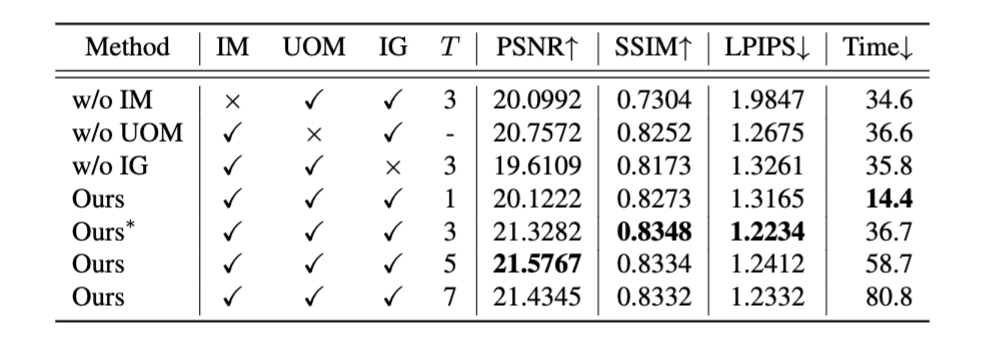 Method IM UOM IG T PSNR↑ SSIM↑ LPIPS↓ Time↓
w/o IM × ✓ ✓ 3 20.0992 0.7304 1.9847 34.6
w/o UOM ✓ × ✓ - 20.7572 0.8252 1.2675 36.6
w/o IG ✓ ✓ × 3 19.6109 0.8173 1.3261 35.8
Ours ✓ ✓ ✓ 1 20.1222 0.8273 1.3165 14.4
Ours* ✓ ✓ ✓ 3 21.3282 0.8348 1.2234 36.7
Ours ✓ ✓ ✓ 5 21.5767 0.8334 1.2412 58.7
Ours ✓ ✓ ✓ 7 21.4345 0.8332 1.2332 80.8